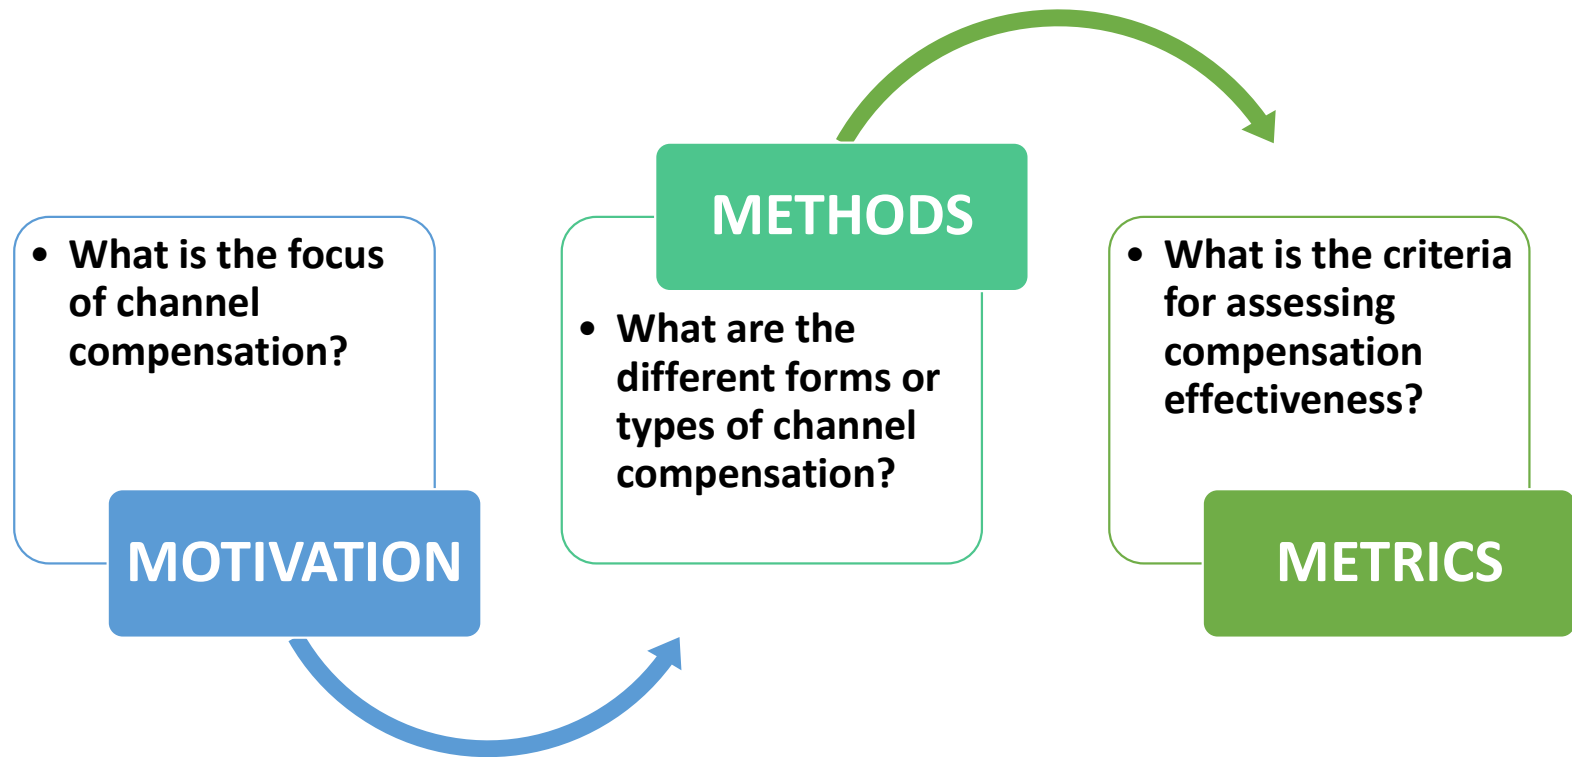 • What is the focus
of channel
compensation?
MOTIVATION
METHODS
• What are the
different forms or
types of channel
compensation?
• What is the criteria
for assessing
compensation
effectiveness?
METRICS